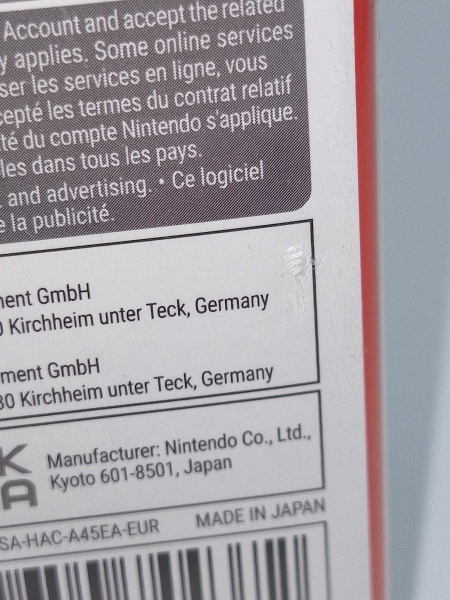 Account and accept the related
y applies. Some online services
ser les services en ligne, vous
cepté les termes du contrat relatif
té du compte Nintendo s'applique.
les dans tous les pays.
and advertising. • Ce logiciel
e la publicité.
ment GmbH
0 Kirchheim unter Teck, Germany
ment GmbH
30 Kirchheim unter Teck, Germany
K
A
Manufacturer: Nintendo Co., Ltd.,
Kyoto 601-8501, Japan
SA-HAC-A45EA-EUR
MADE IN JAPAN